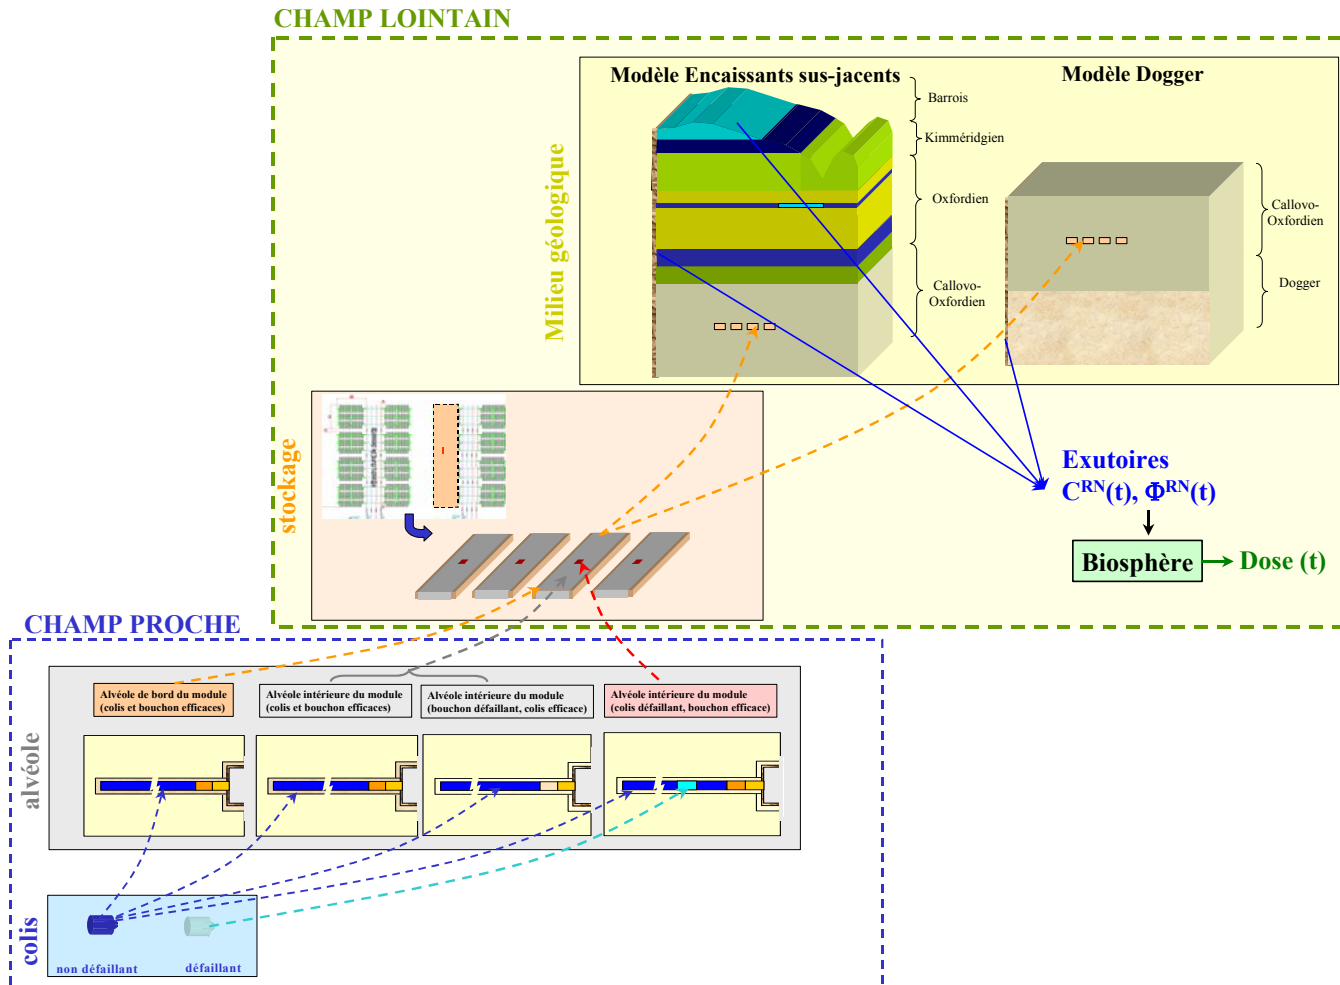 CHAMP LOINTAIN
Modèle Encaissants sus-jacents
Modèle Dogger
Barrois
Kimméridgien
Oxfordien
Callovo-
Oxfordien
Callovo-
Oxfordien
Dogger
Milieu géologique
stockage
Exutoires
C^RN(t), Φ^RN(t)
Biosphère
Dose (t)
CHAMP PROCHE
Alvéole de bord du module
(colis et bouchon efficaces)
Alvéole intérieure du module
(colis et bouchon efficaces)
Alvéole intérieure du module
(bouchon défaillant, colis efficace)
Alvéole intérieure du module
(colis défaillant, bouchon efficace)
alvéole
colis
non défaillant
défaillant